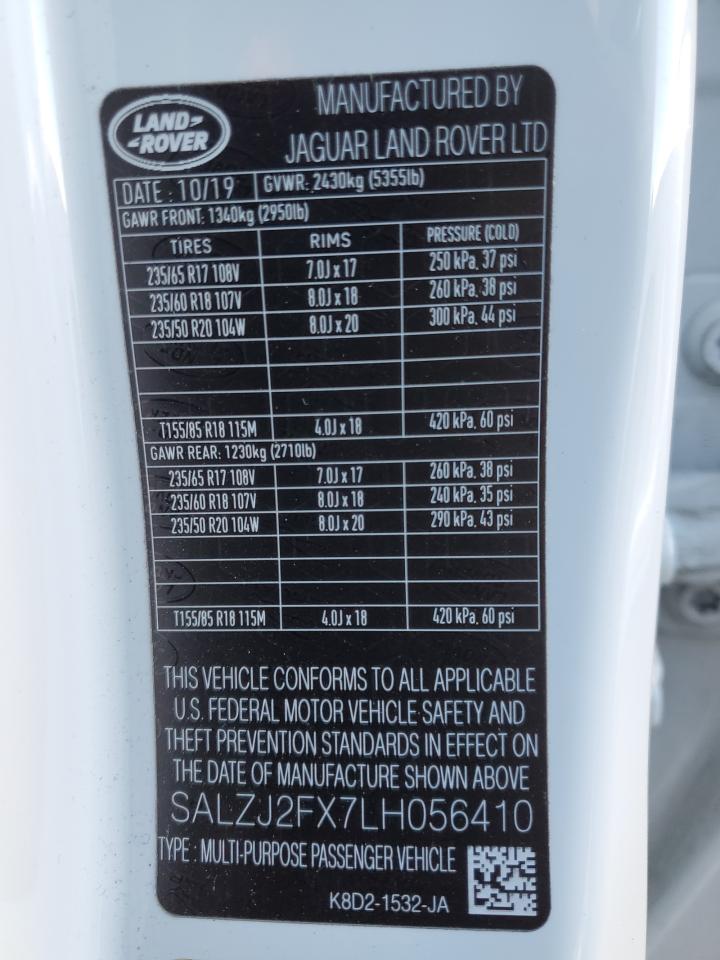 LAND-
-ROVER
MANUFACTURED BY
JAGUAR LAND ROVER LTD
DATE : 10/19 GVWR: 2430kg (5355lb)
GAWR FRONT: 1340kg (2950lb)
TIRES RIMS PRESSURE (COLD)
235/65 R17 108V 7.0J x 17 250 kPa, 37 psi
235/60 R18 107V 8.0J x 18 260 kPa, 38 psi
235/50 R20 104W 8.0J x 20 300 kPa, 44 psi
T155/85 R18 115M 4.0J x 18 420 kPa, 60 psi
GAWR REAR: 1230kg (2710lb)
235/65 R17 108V 7.0J x 17 260 kPa, 38 psi
235/60 R18 107V 8.0J x 18 240 kPa, 35 psi
235/50 R20 104W 8.0J x 20 290 kPa, 43 psi
T155/85 R18 115M 4.0J x 18 420 kPa, 60 psi
THIS VEHICLE CONFORMS TO ALL APPLICABLE
U.S. FEDERAL MOTOR VEHICLE SAFETY AND
THEFT PREVENTION STANDARDS IN EFFECT ON
THE DATE OF MANUFACTURE SHOWN ABOVE
SALZJ2FX7LH056410
TYPE : MULTI-PURPOSE PASSENGER VEHICLE
K8D2-1532-JA